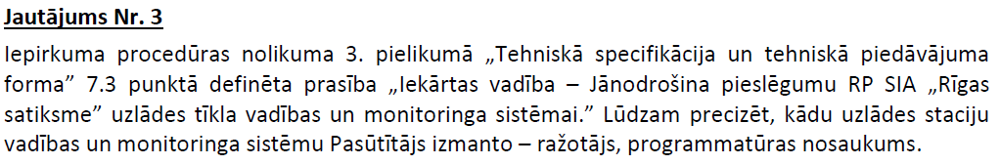 Jautājums Nr. 3
Iepirkuma procedūras nolikuma 3. pielikumā „Tehniskā specifikācija un tehniskā piedāvājuma
forma” 7.3 punktā definēta prasība „Iekārtas vadība – Jānodrošina pieslēgumu RP SIA „Rīgas
satiksme” uzlādes tīkla vadības un monitoringa sistēmai.” Lūdzam precizēt, kādu uzlādes staciju
vadības un monitoringa sistēmu Pasūtītājs izmanto – ražotājs, programmatūras nosaukums.